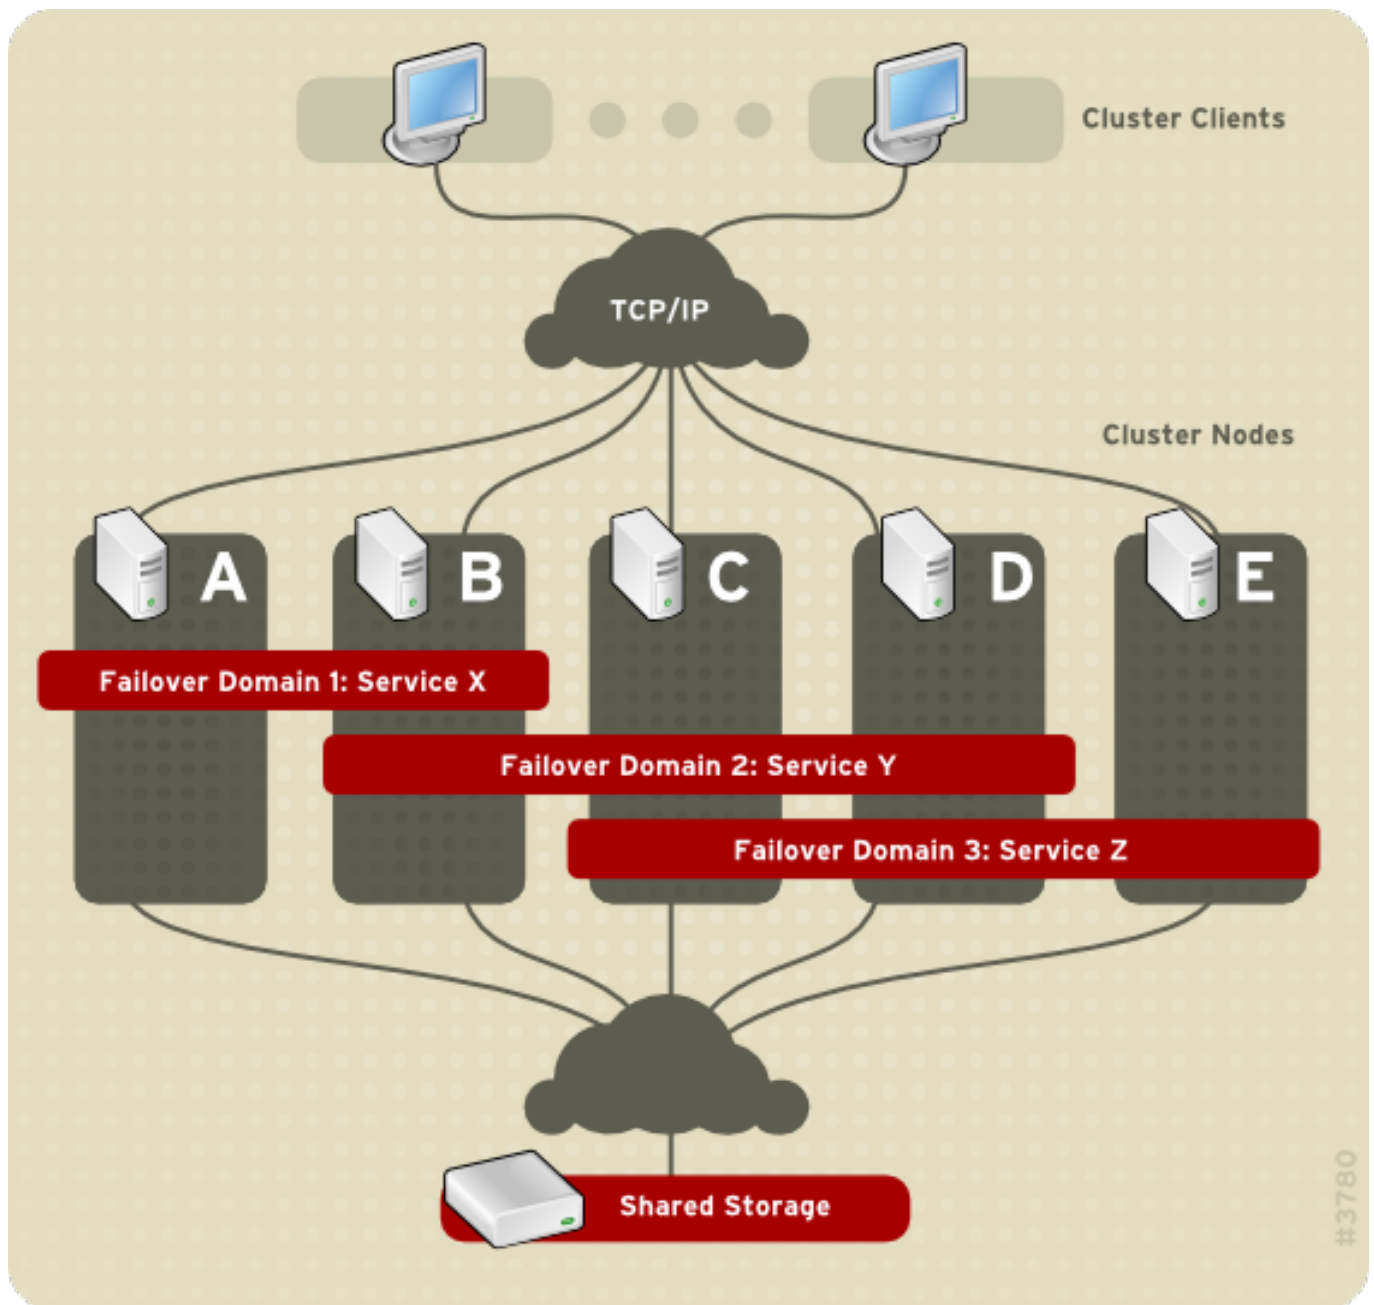 Cluster Clients
TCP/IP
Cluster Nodes
A
B
C
D
E
Failover Domain 1: Service X
Failover Domain 2: Service Y
Failover Domain 3: Service Z
Shared Storage
#3780